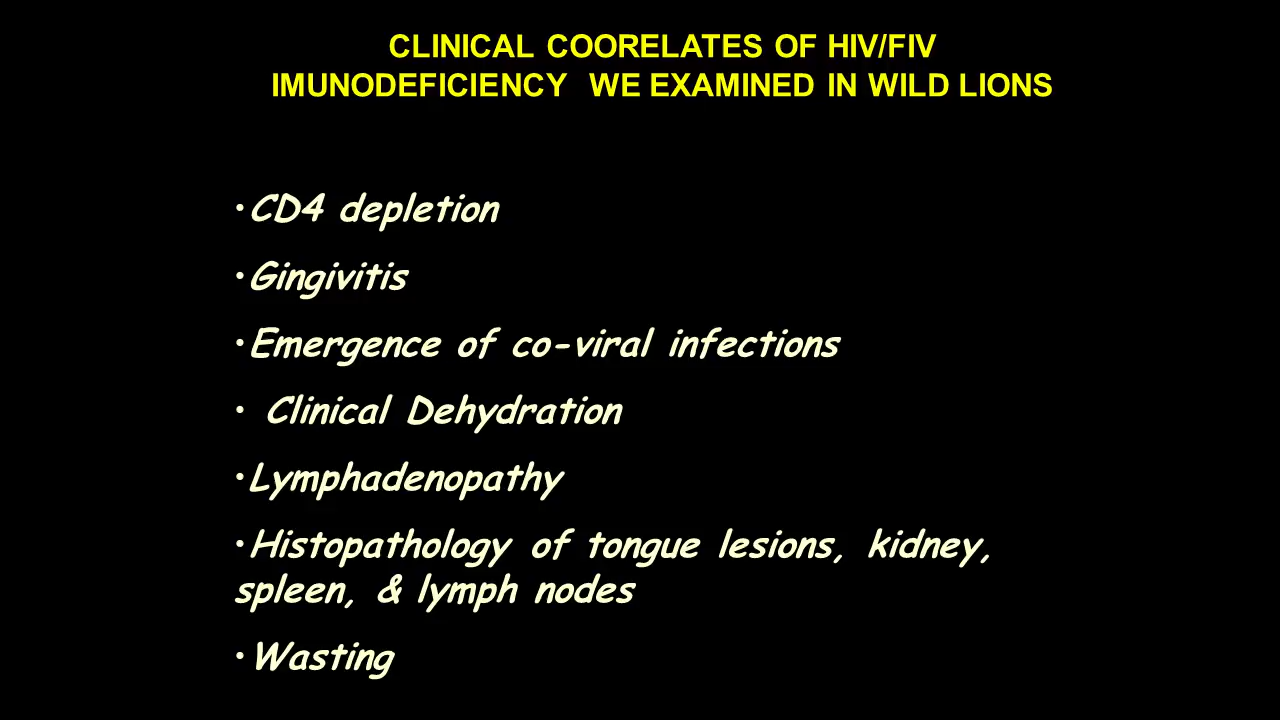 CLINICAL COORELATES OF HIV/FIV
IMUNODEFICIENCY WE EXAMINED IN WILD LIONS
•CD4 depletion
•Gingivitis
•Emergence of co-viral infections
• Clinical Dehydration
•Lymphadenopathy
•Histopathology of tongue lesions, kidney,
spleen, & lymph nodes
•Wasting